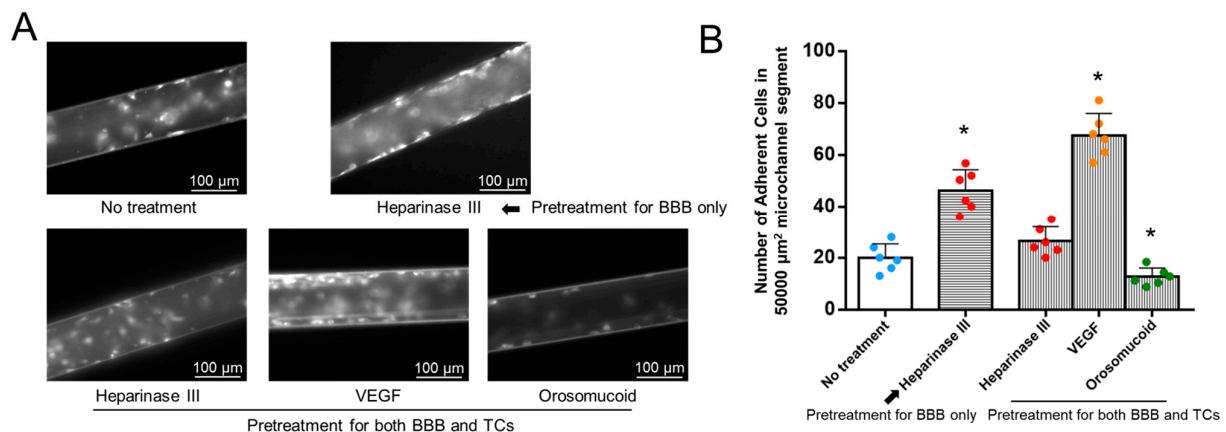 A
100 µm
100 µm
No treatment
Heparinase III
Pretreatment for BBB only
100 µm
100 µm
100 µm
Heparinase III
VEGF
Orosomucoid
Pretreatment for both BBB and TCs
B
Number of Adherent Cells in
50000 µm² microchannel segment
100
80
60
40
20
0
*
*
*
No treatment
Heparinase III
Heparinase III
VEGF
Orosomucoid
Pretreatment for BBB only
Pretreatment for both BBB and TCs